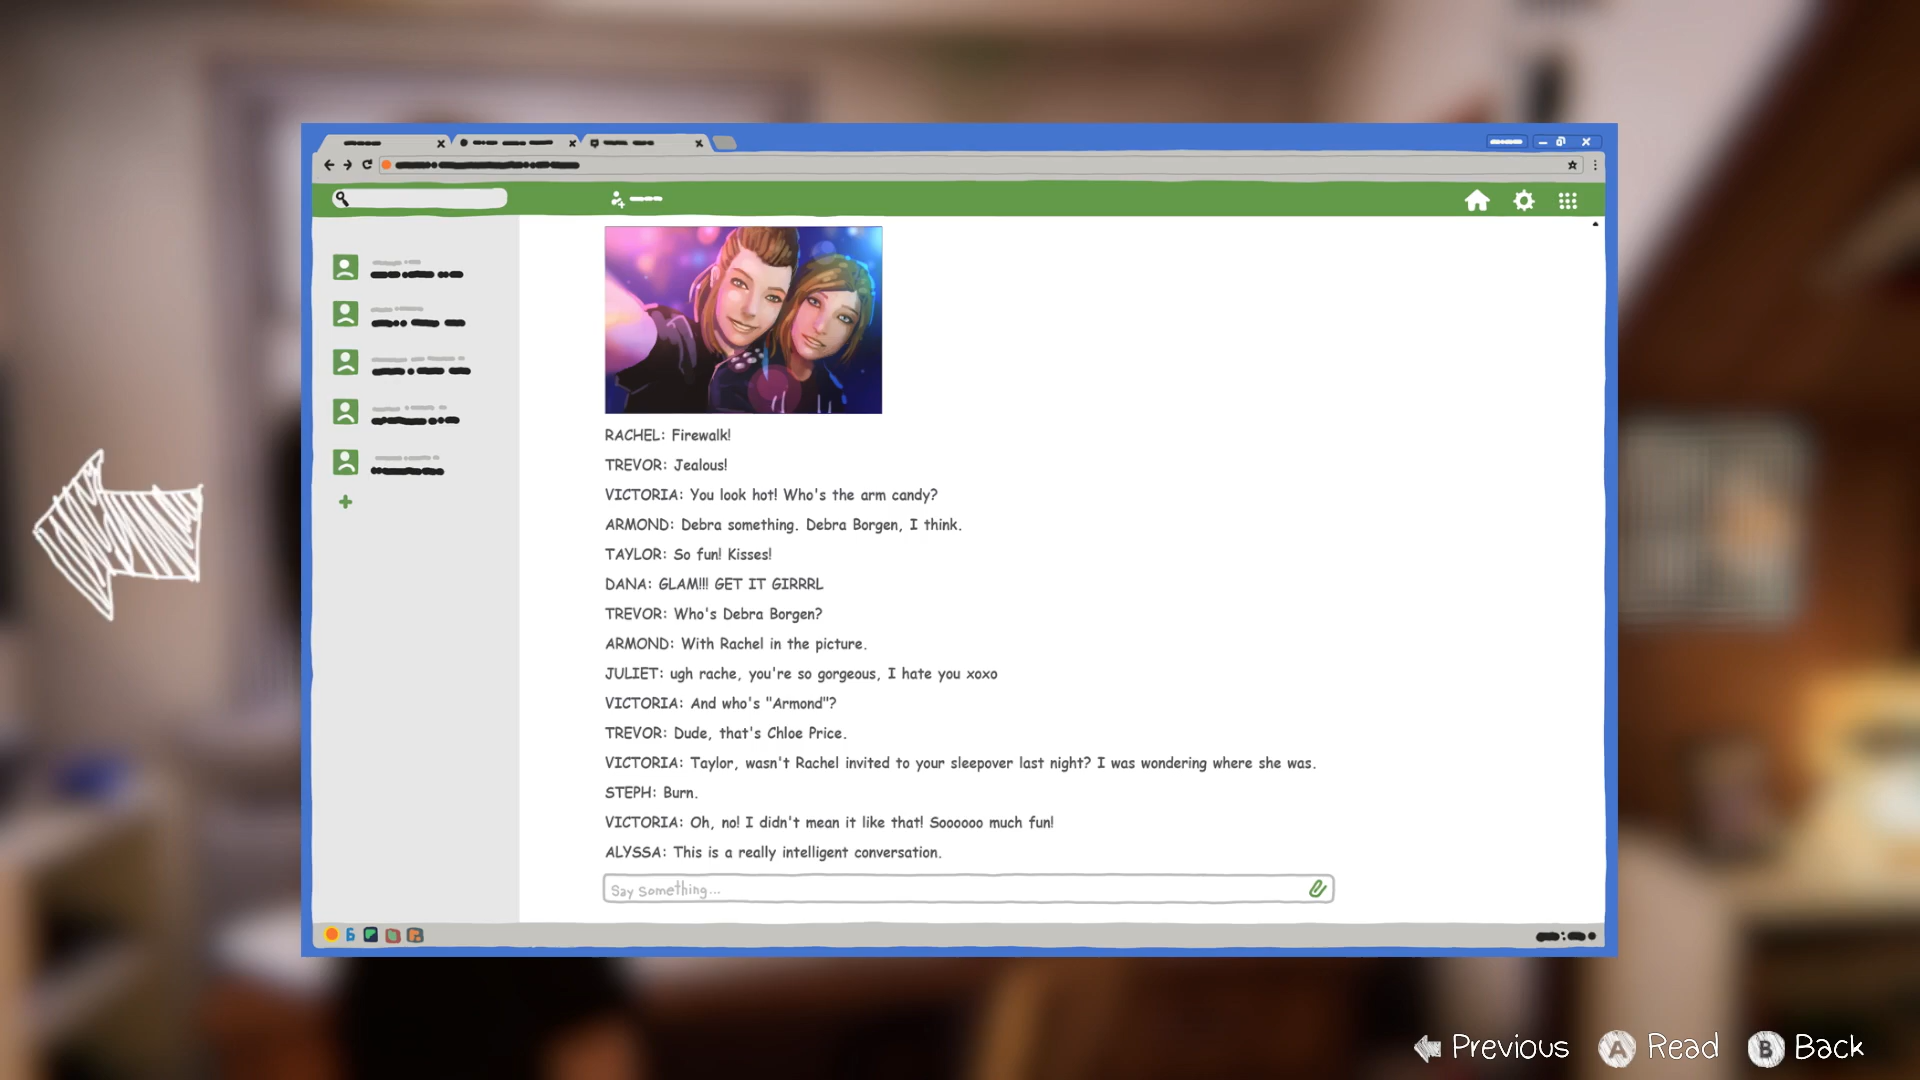 RACHEL: Firewalk!
TREVOR: Jealous!
VICTORIA: You look hot! Who's the arm candy?
ARMOND: Debra something. Debra Borgen, I think.
TAYLOR: So fun! Kisses!
DANA: GLAM!!! GET IT GIRRRL
TREVOR: Who's Debra Borgen?
ARMOND: With Rachel in the picture.
JULIET: ugh rache, you're so gorgeous, I hate you xoxo
VICTORIA: And who's "Armond"?
TREVOR: Dude, that's Chloe Price.
VICTORIA: Taylor, wasn't Rachel invited to your sleepover last night? I was wondering where she was.
STEPH: Burn.
VICTORIA: Oh, no! I didn't mean it like that! Soooooo much fun!
ALYSSA: This is a really intelligent conversation.
Say Something...
Previous A Read B Back